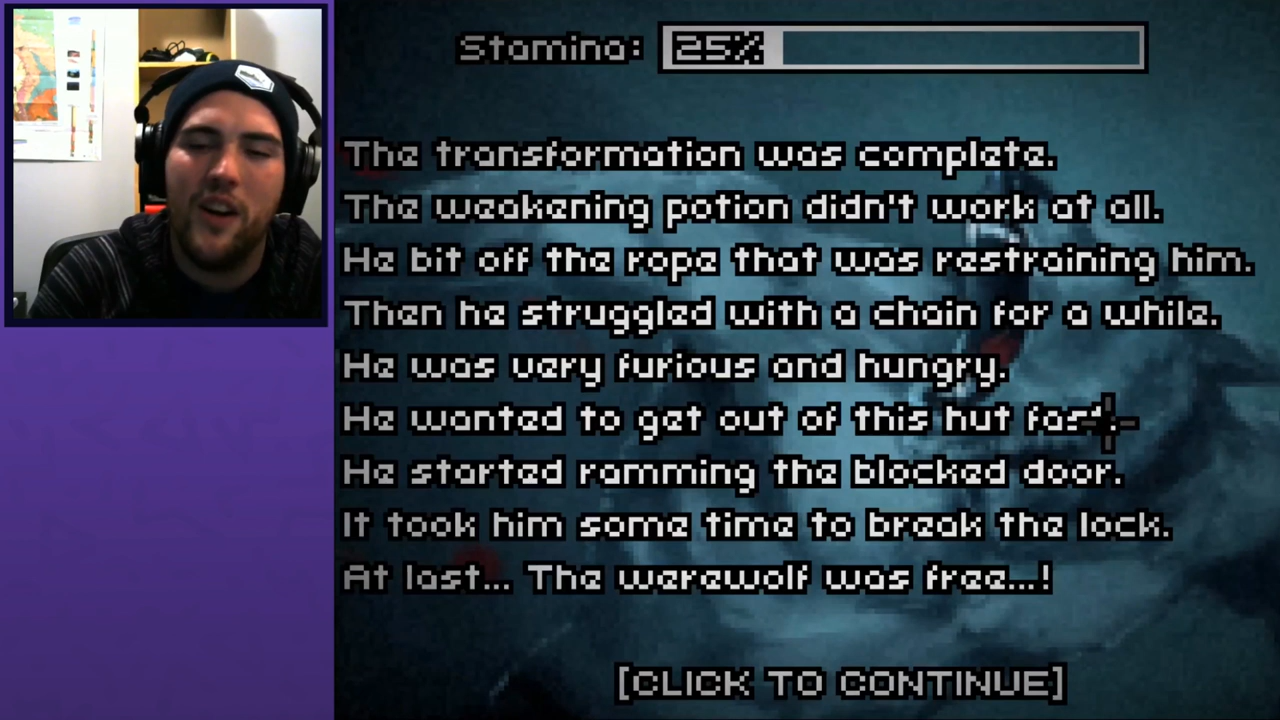 Stamina: 25%
The transformation was complete.
The weakening potion didn't work at all.
He bit off the rope that was restraining him.
Then he struggled with a chain for a while.
He was very furious and hungry.
He wanted to get out of this hut fast.
He started ramming the blocked door.
It took him some time to break the lock.
At last... The werewolf was free...!
[CLICK TO CONTINUE]